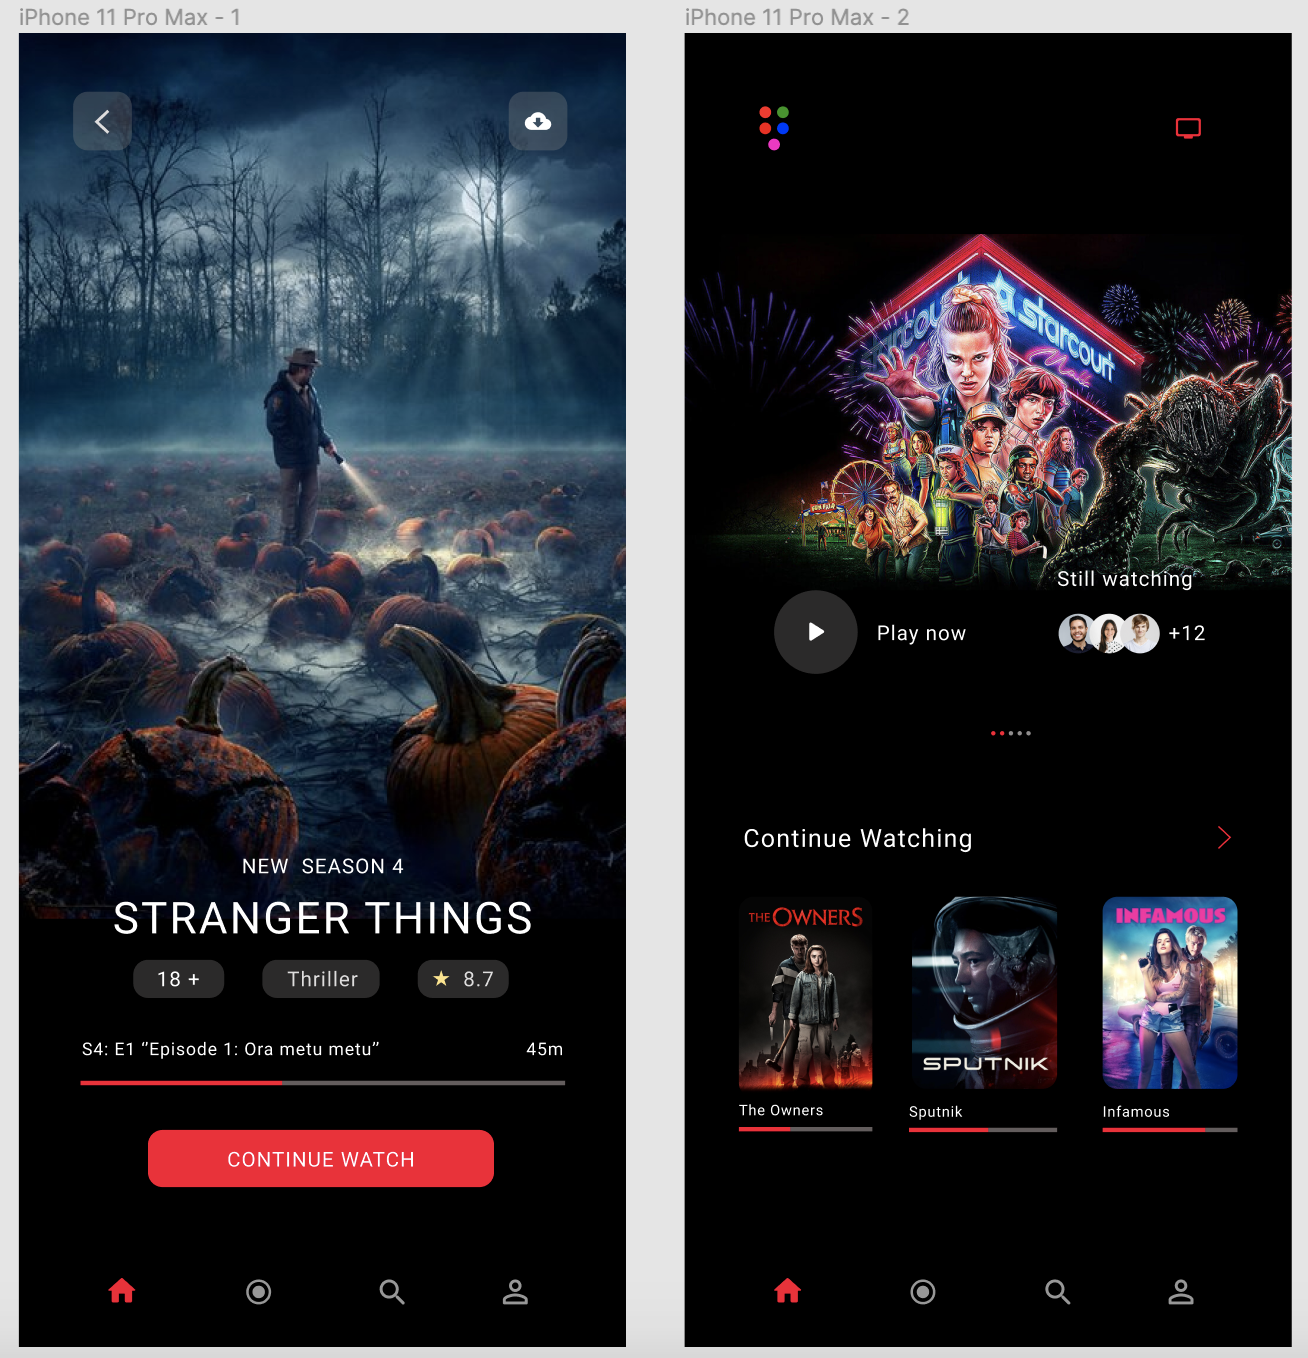 iPhone 11 Pro Max - 1
NEW SEASON 4
STRANGER THINGS
18 +
Thriller
8.7
S4: E1 ”Episode 1: Ora metu metu”
45m
CONTINUE WATCH
iPhone 11 Pro Max - 2
starcourt
starcourt
Still watching
Play now
+12
Continue Watching
THE OWNERS
SPUTNIK
INFAMOUS
The Owners
Sputnik
Infamous